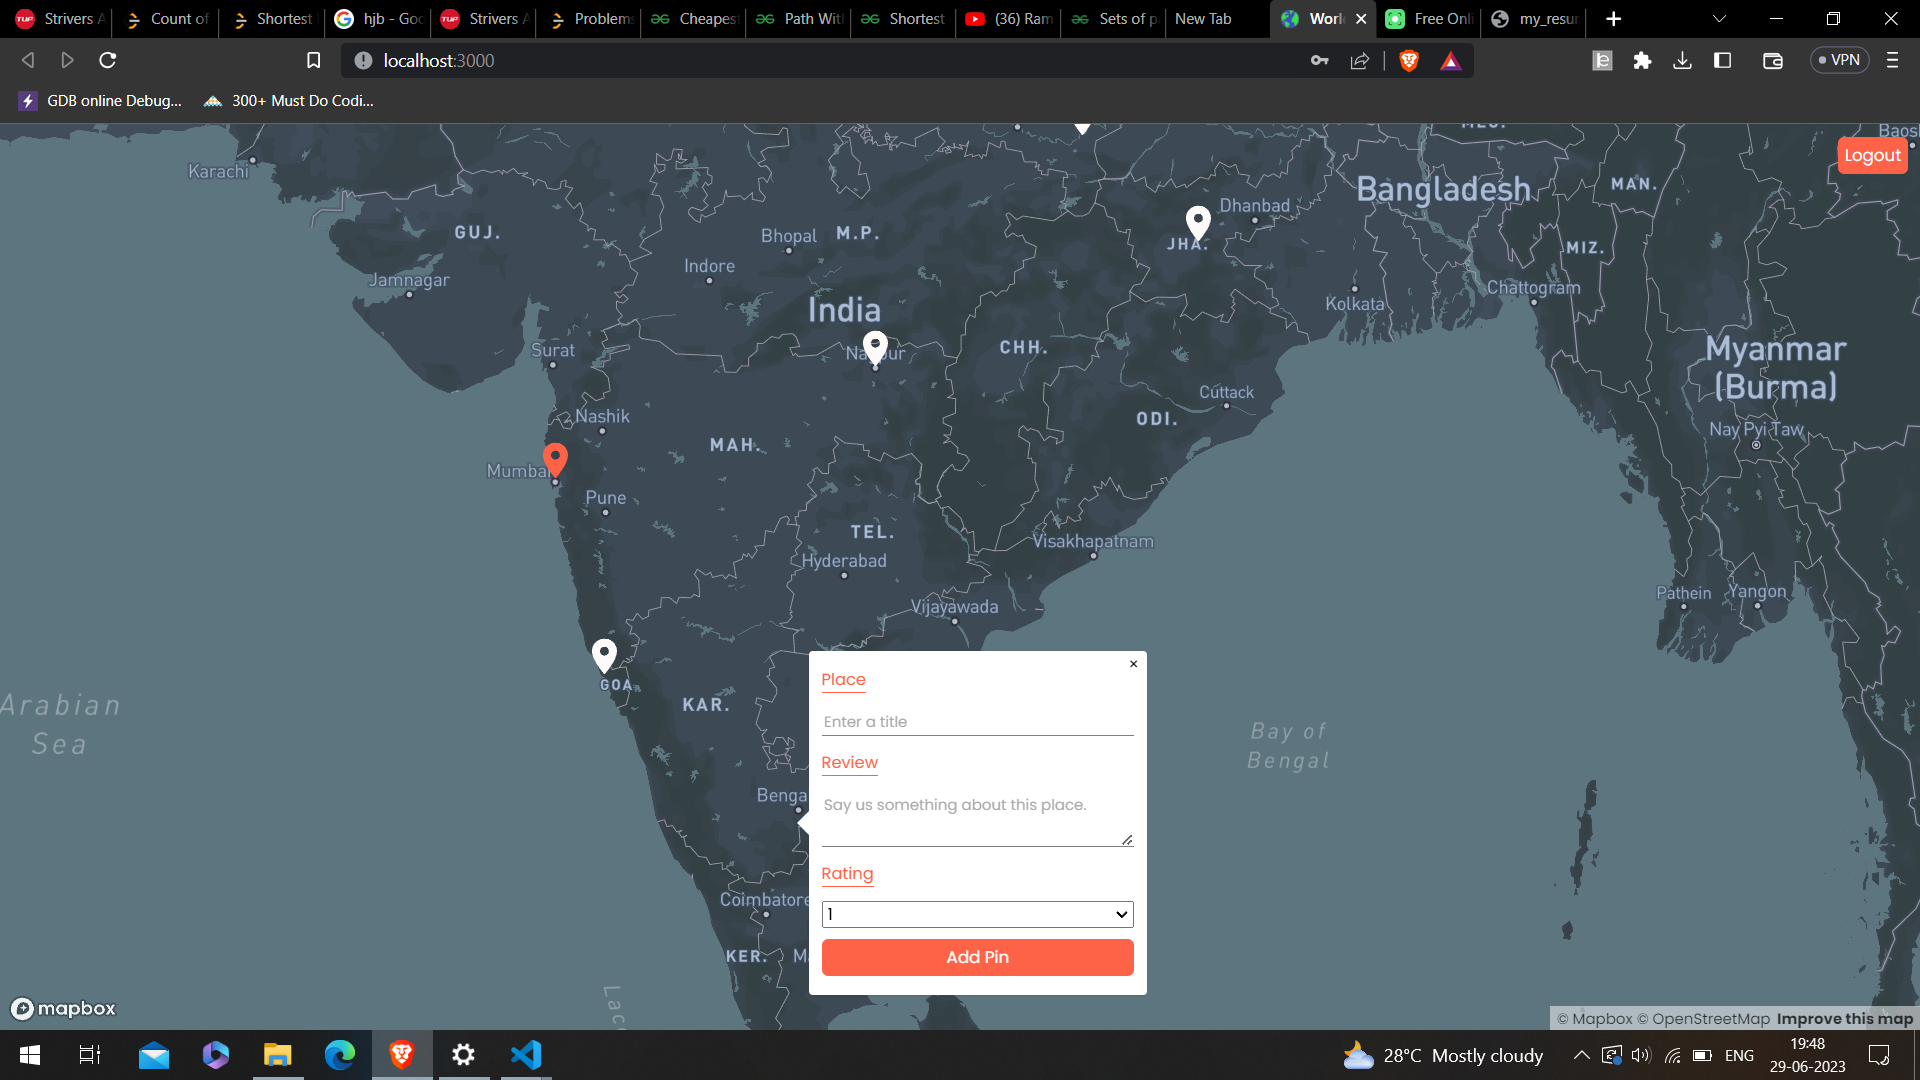 Strivers A
Count of
Shortest
hjb - Goo
Strivers A
Problems
Cheapest
Path With
Shortest
(36) Ram
Sets of p
New Tab
Worl
Free Onli
my_resum
localhost:3000
VPN
GDB online Debug...
300+ Must Do Codi...
Logout
Karachi
Baosh
Bangladesh
MAN.
Dhanbad
GUJ.
Bhopal
M.P.
JHA.
MIZ.
Indore
Jamnagar
Kolkata
Chattogram
India
Surat
CHH.
Myanmar
(Burma)
Cuttack
Nashik
ODI.
MAH.
Nay Pyi Taw
Mumbai
Pune
TEL.
Visakhapatnam
Hyderabad
Vijayawada
Pathein
Yangon
GOA
KAR.
Arabian
Sea
Bay of
Bengal
Benga
Coimbatore
KER.
Lacc
Place
Enter a title
Review
Say us something about this place.
Rating
1
Add Pin
mapbox
© Mapbox © OpenStreetMap Improve this map
28°C Mostly cloudy
ENG
19:48
29-06-2023